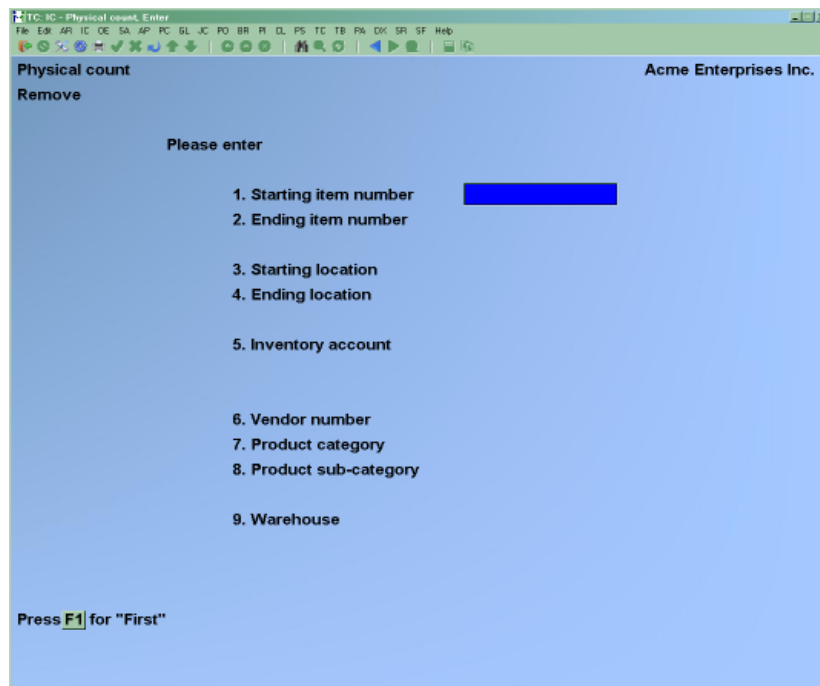 TC: IC - Physical count, Enter
File Edit AR IC OE SA AP PC GL JC PO BR PI CL PS TC TB PA DX SR SF Help
Physical count
Acme Enterprises Inc.
Remove
Please enter
1. Starting item number
2. Ending item number
3. Starting location
4. Ending location
5. Inventory account
6. Vendor number
7. Product category
8. Product sub-category
9. Warehouse
Press F1 for "First"